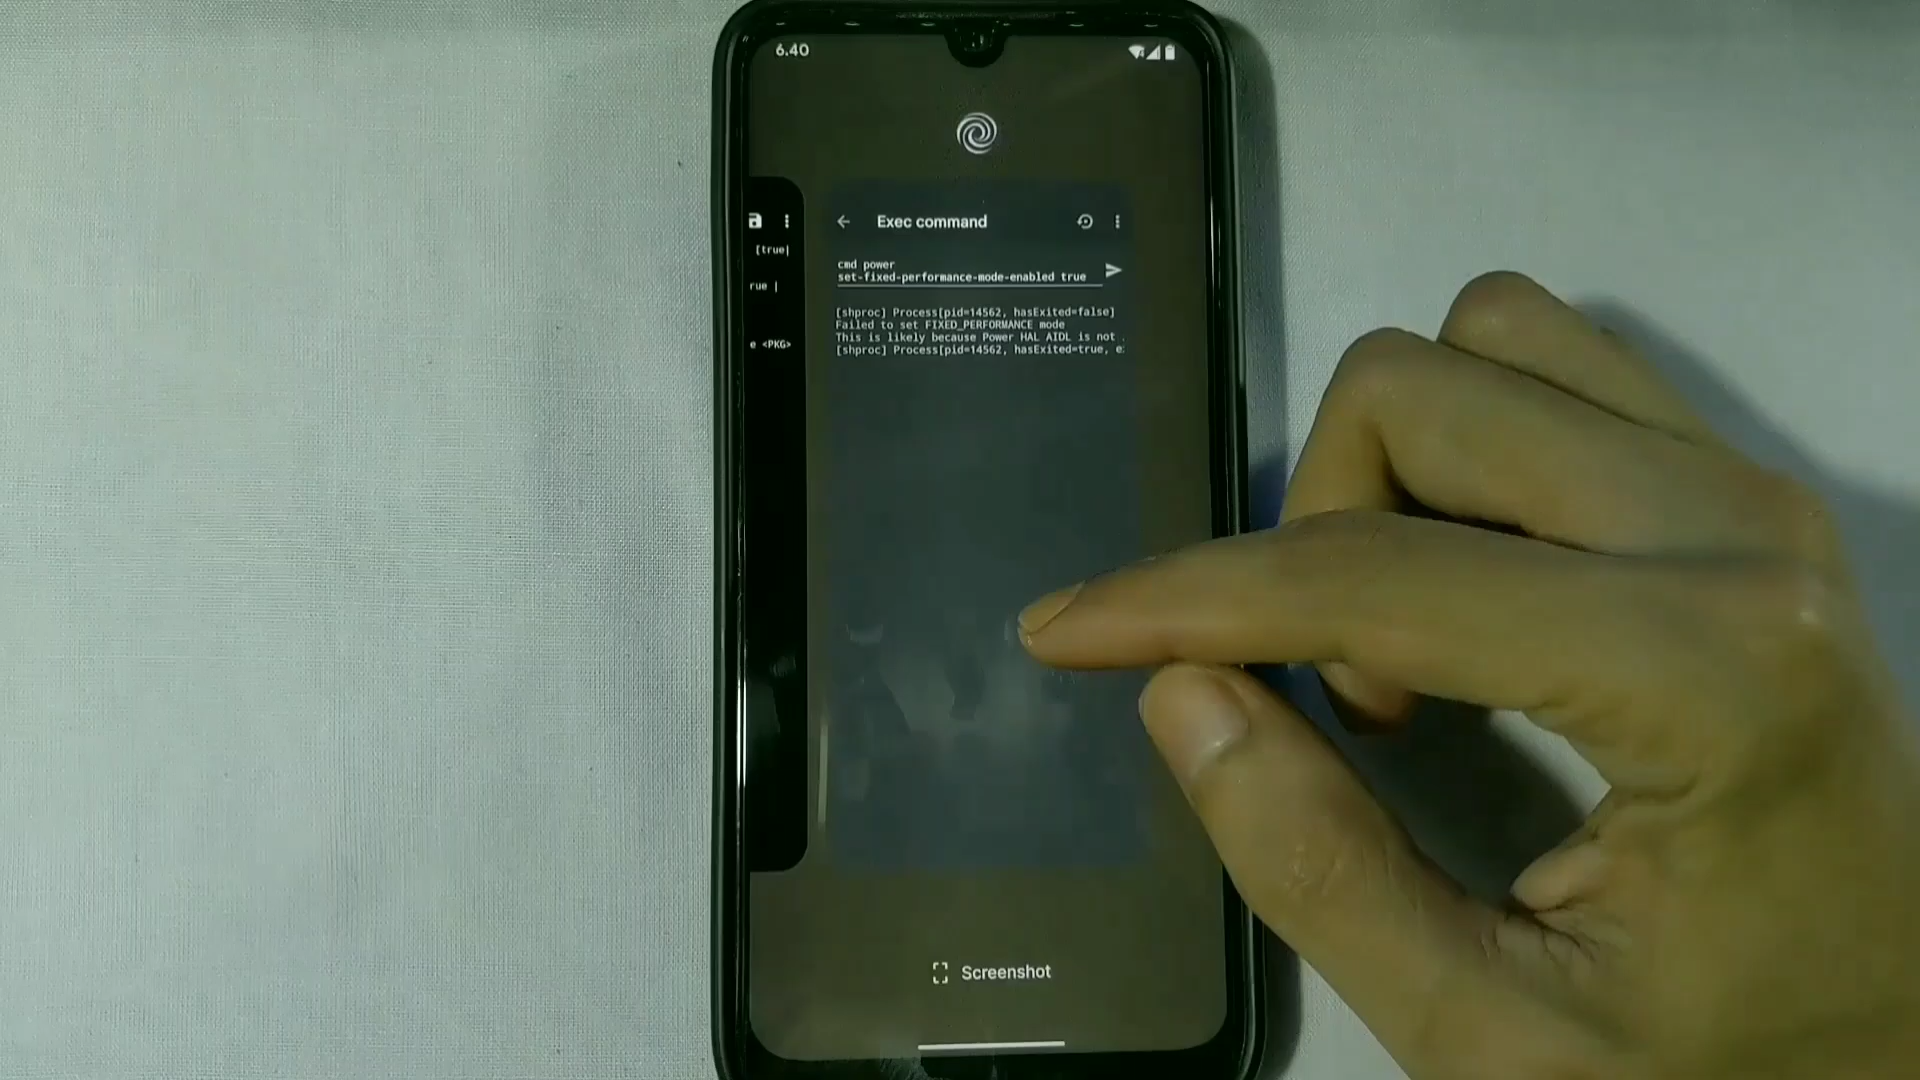 6.40
[true|
rue |
e <PKG>
Exec command
cmd power
set-fixed-performance-mode-enabled true
[shproc] Process[pid=14562, hasExited=false]
Failed to set FIXED_PERFORMANCE mode
This is likely because Power HAL AIDL is not .
[shproc] Process[pid=14562, hasExited=true, e
Screenshot